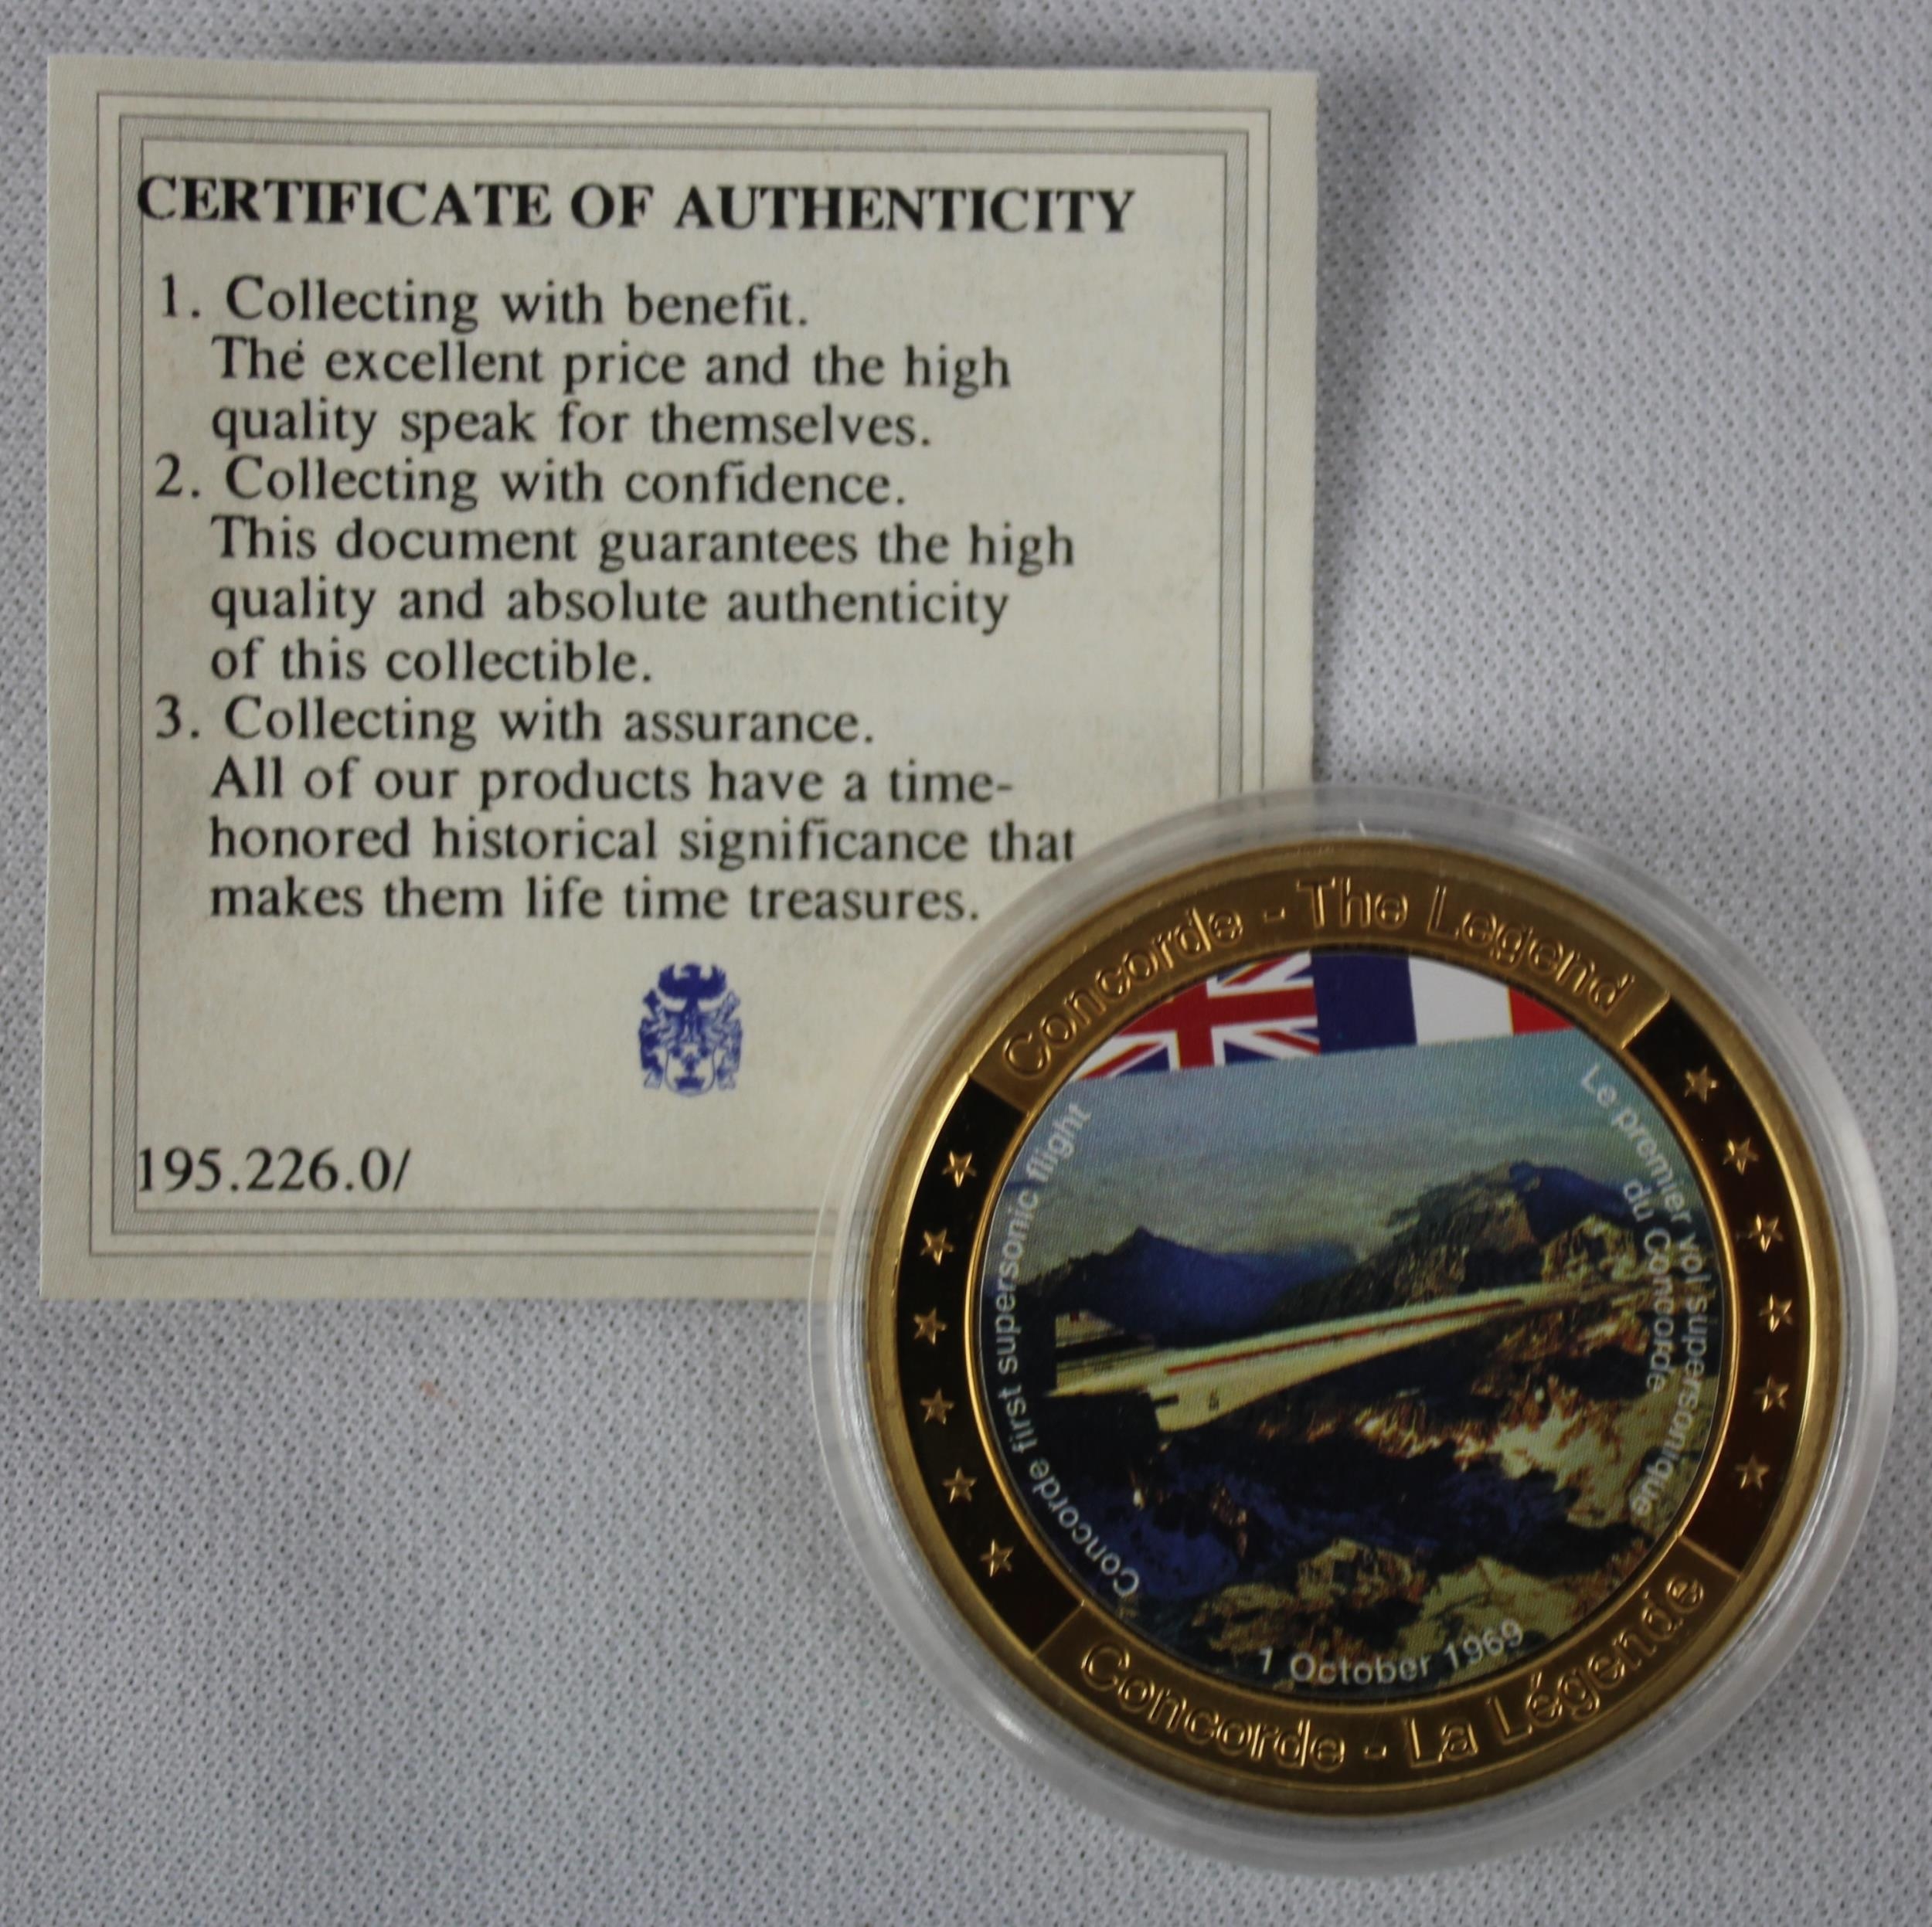 CERTIFICATE OF AUTHENTICITY
1. Collecting with benefit.
The excellent price and the high
quality speak for themselves.
2. Collecting with confidence.
This document guarantees the high
quality and absolute authenticity
of this collectible.
3. Collecting with assurance.
All of our products have a time-
honored historical significance that
makes them life time treasures.
195.226.0/
Concorde - The Legend
Concorde first supersonic flight
Le premier vol supersonique
du Concorde
1 October 1969
Concorde - La Légende